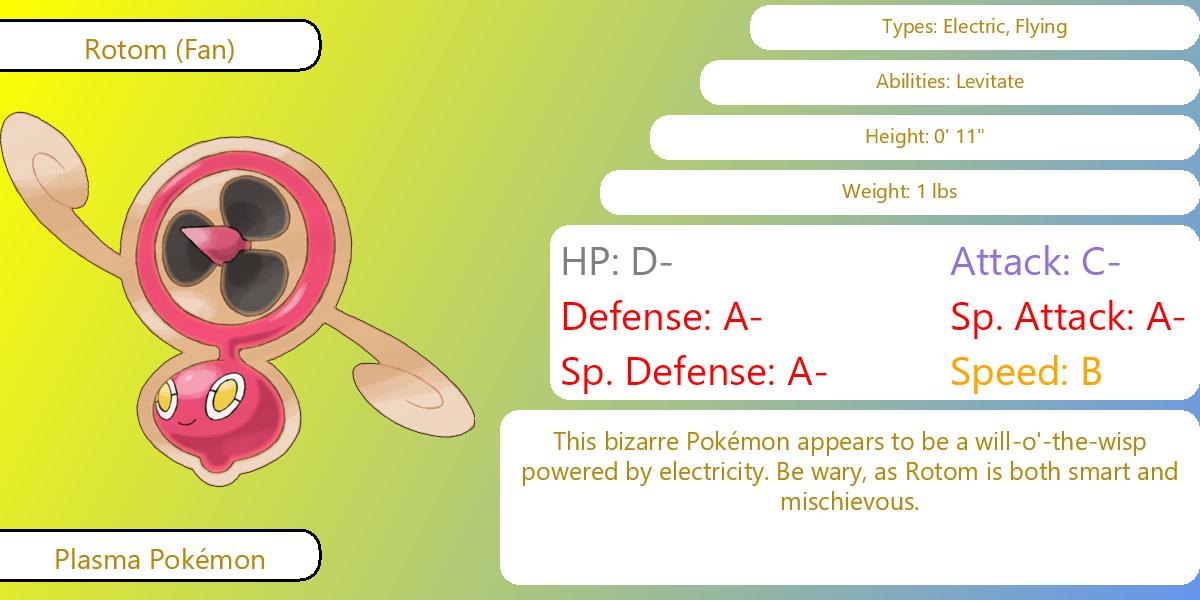 Rotom (Fan)
Types: Electric, Flying
Abilities: Levitate
Height: 0' 11"
Weight: 1 lbs
HP: D-
Attack: C-
Defense: A-
Sp. Attack: A-
Sp. Defense: A-
Speed: B
This bizarre Pokémon appears to be a will-o'-the-wisp
powered by electricity. Be wary, as Rotom is both smart and
mischievous.
Plasma Pokémon